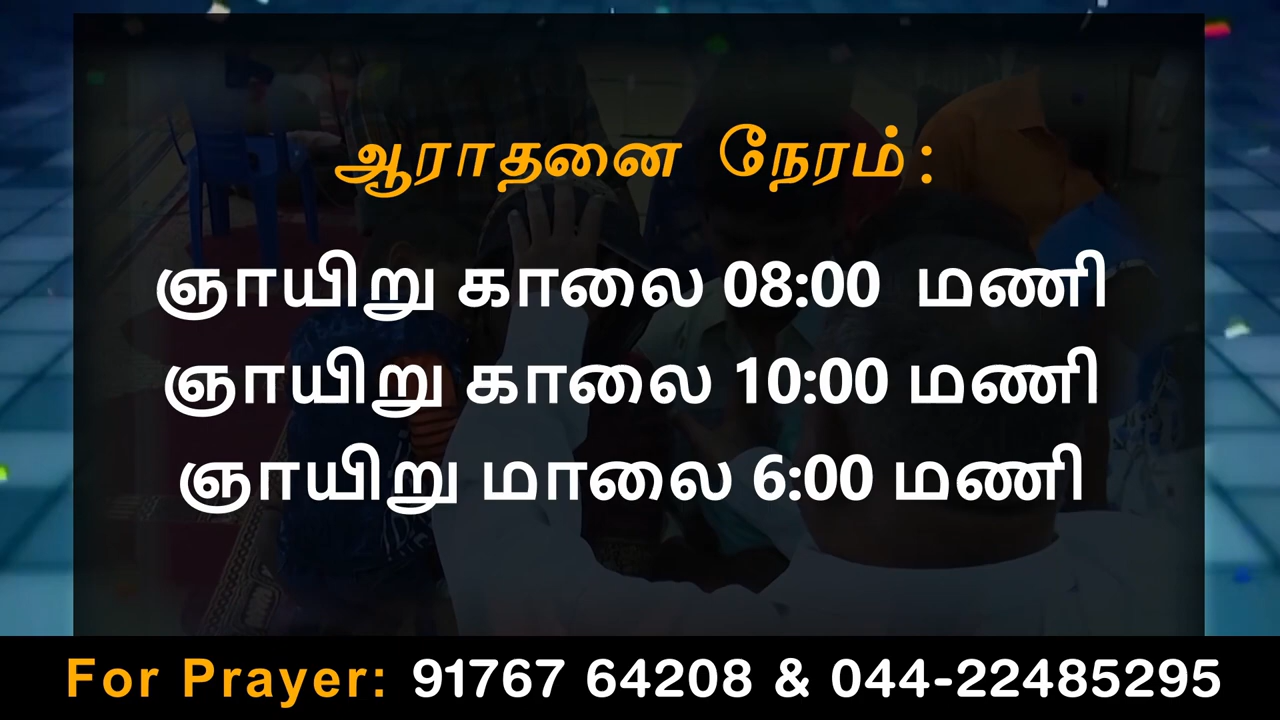 ஆராதனை நேரம்:
ஞாயிறு காலை 08:00 மணி
ஞாயிறு காலை 10:00 மணி
ஞாயிறு மாலை 6:00 மணி
For Prayer: 91767 64208 & 044-22485295